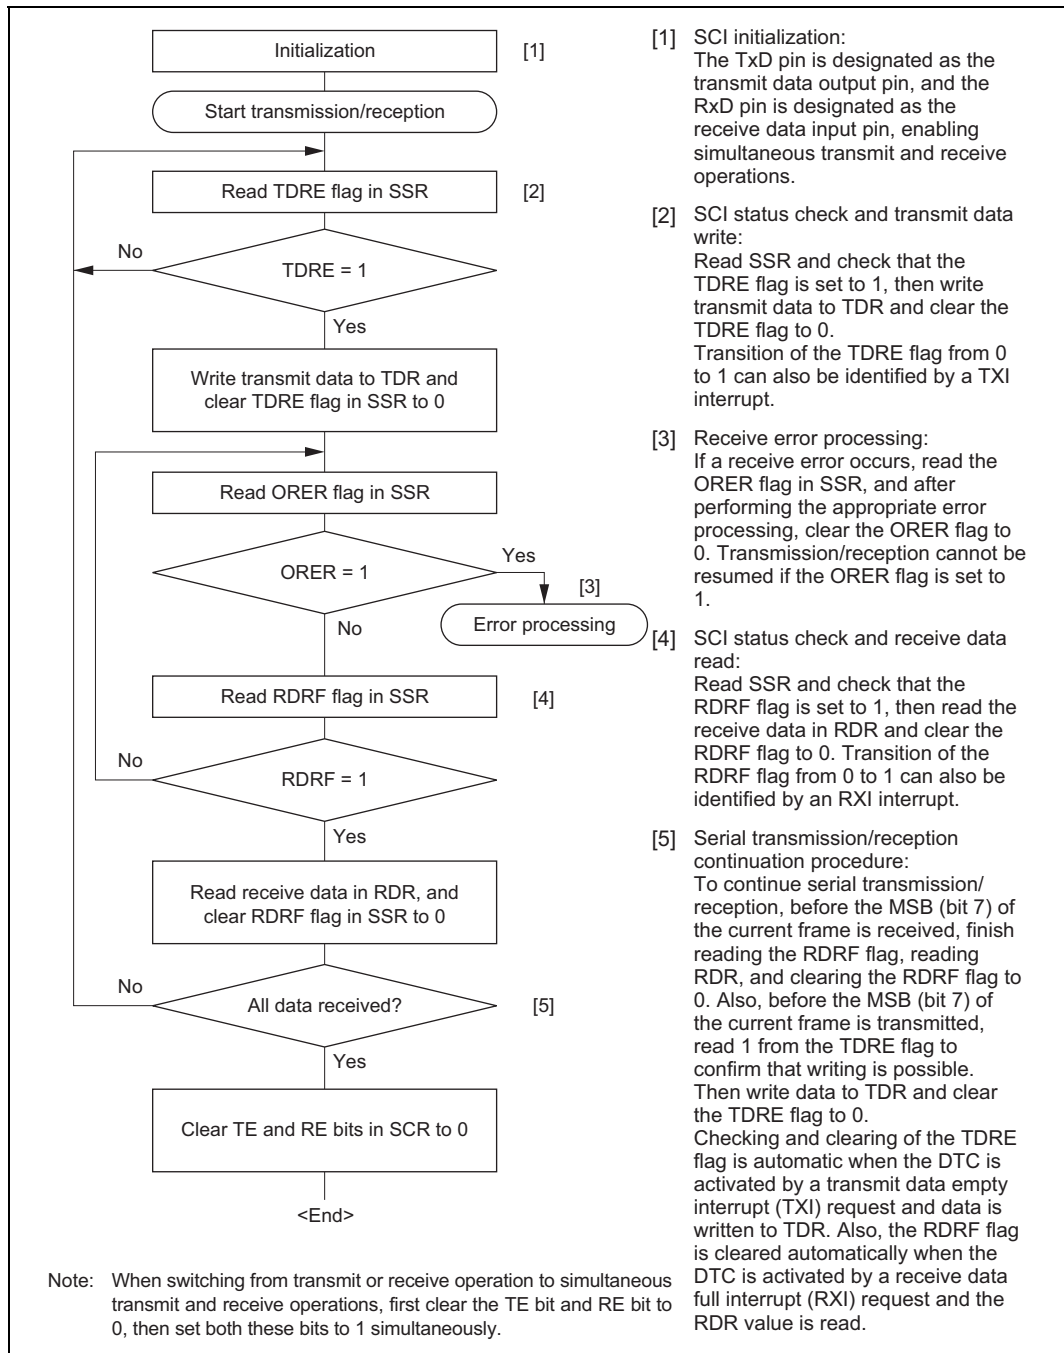 Initialization
[1]
Start transmission/reception
Read TDRE flag in SSR
[2]
No
TDRE = 1
Yes
Write transmit data to TDR and
clear TDRE flag in SSR to 0
Read ORER flag in SSR
ORER = 1
Yes
[3]
Error processing
No
Read RDRF flag in SSR
[4]
No
RDRF = 1
Yes
Read receive data in RDR, and
clear RDRF flag in SSR to 0
No
All data received?
[5]
Yes
Clear TE and RE bits in SCR to 0
<End>
[1] SCI initialization:
The TxD pin is designated as the
transmit data output pin, and the
RxD pin is designated as the
receive data input pin, enabling
simultaneous transmit and receive
operations.
[2] SCI status check and transmit data
write:
Read SSR and check that the
TDRE flag is set to 1, then write
transmit data to TDR and clear the
TDRE flag to 0.
Transition of the TDRE flag from 0
to 1 can also be identified by a TXI
interrupt.
[3] Receive error processing:
If a receive error occurs, read the
ORER flag in SSR, and after
performing the appropriate error
processing, clear the ORER flag to
0. Transmission/reception cannot be
resumed if the ORER flag is set to
1.
[4] SCI status check and receive data
read:
Read SSR and check that the
RDRF flag is set to 1, then read the
receive data in RDR and clear the
RDRF flag to 0. Transition of the
RDRF flag from 0 to 1 can also be
identified by an RXI interrupt.
[5] Serial transmission/reception
continuation procedure:
To continue serial transmission/
reception, before the MSB (bit 7) of
the current frame is received, finish
reading the RDRF flag, reading
RDR, and clearing the RDRF flag to
0. Also, before the MSB (bit 7) of
the current frame is transmitted,
read 1 from the TDRE flag to
confirm that writing is possible.
Then write data to TDR and clear
the TDRE flag to 0.
Checking and clearing of the TDRE
flag is automatic when the DTC is
activated by a transmit data empty
interrupt (TXI) request and data is
written to TDR. Also, the RDRF flag
is cleared automatically when the
DTC is activated by a receive data
full interrupt (RXI) request and the
RDR value is read.
Note: When switching from transmit or receive operation to simultaneous
transmit and receive operations, first clear the TE bit and RE bit to
0, then set both these bits to 1 simultaneously.